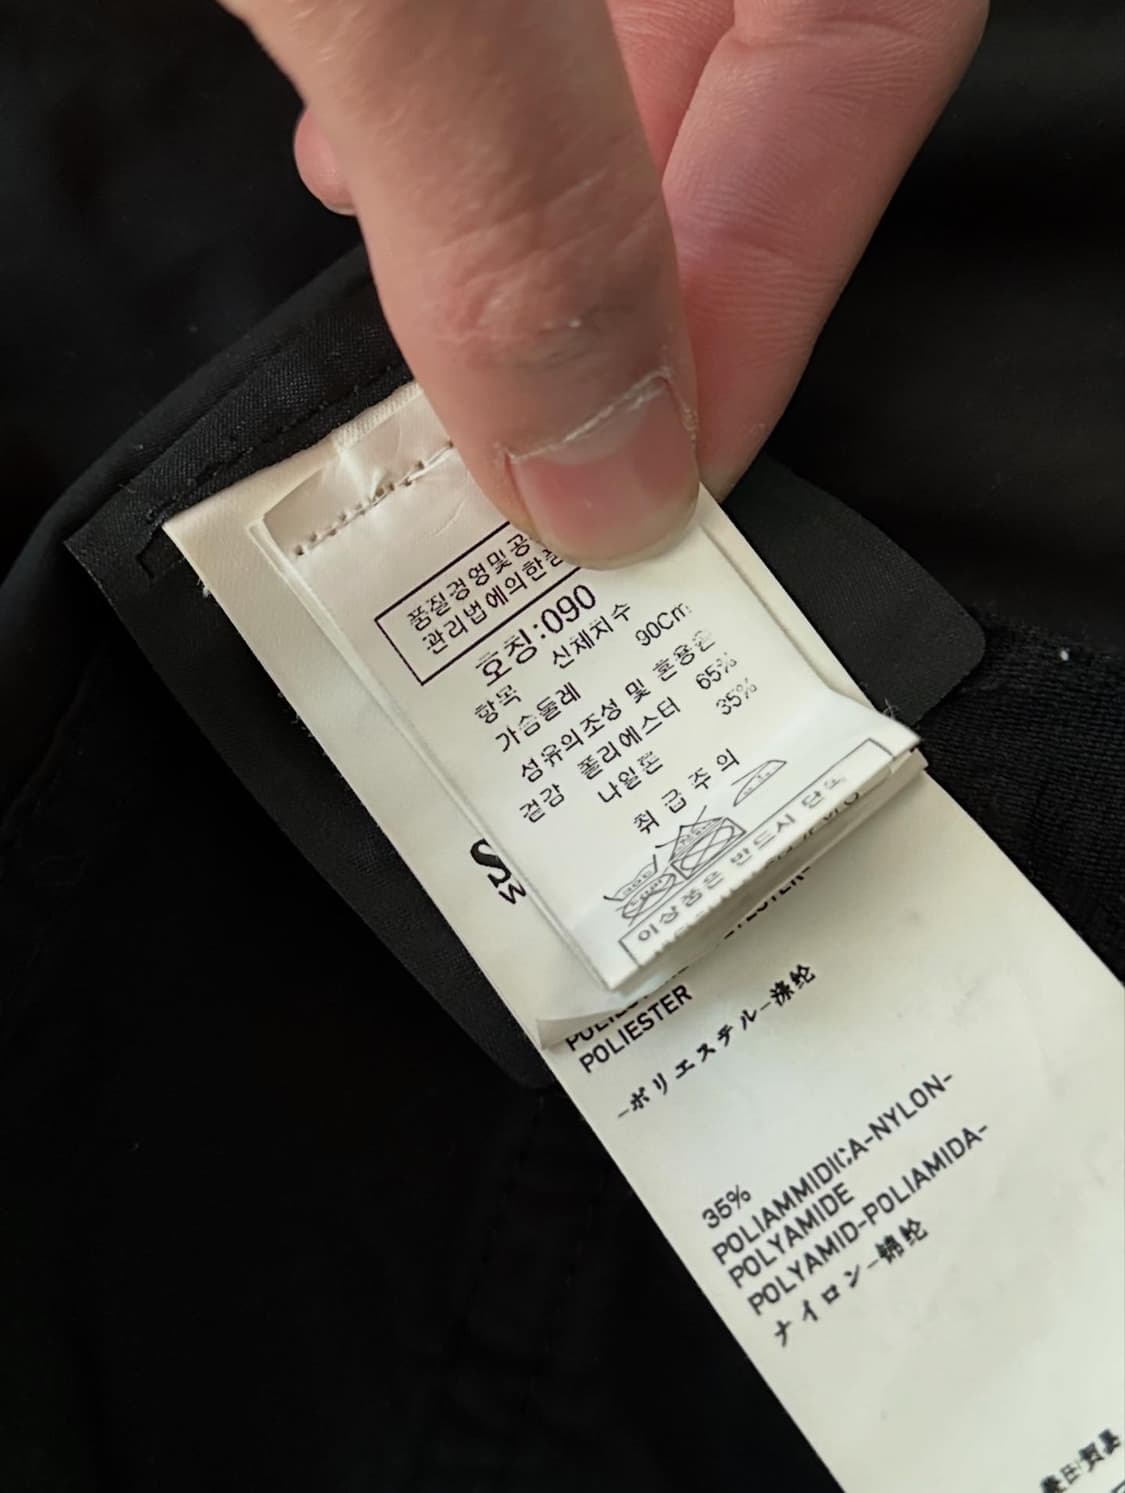 품질경영및공
관리법에의한품
호칭:090
항목 신체치수
가슴둘레 90Cm
섬유의조성 및 혼용율
겉감 폴리에스터 65%
나일론 35%
취급주의
이상품은 반드시 단
S
W
POLIESTER
-ポリエステル-涤纶
35%
POLIAMMIDICA-NYLON-
POLYAMIDE
POLYAMID-POLIAMIDA-
ナイロン-锦纶